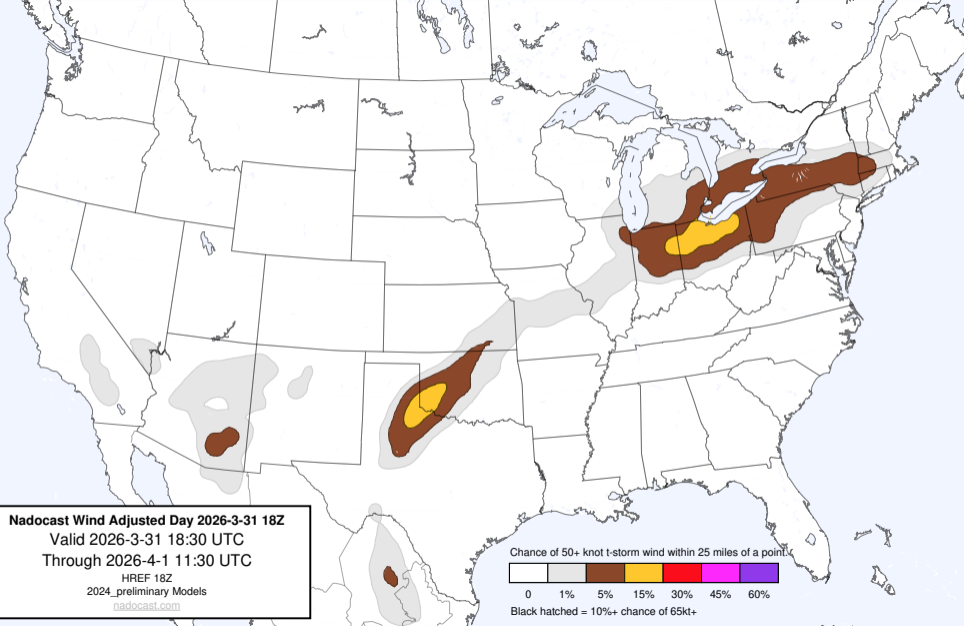 Nadocast Wind Adjusted Day 2026-3-31 18Z
Valid 2026-3-31 18:30 UTC
Through 2026-4-1 11:30 UTC
HREF 18Z
2024_preliminary Models
nadocast.com
Chance of 50+ knot t-storm wind within 25 miles of a point.
0 1% 5% 15% 30% 45% 60%
Black hatched = 10%+ chance of 65kt+